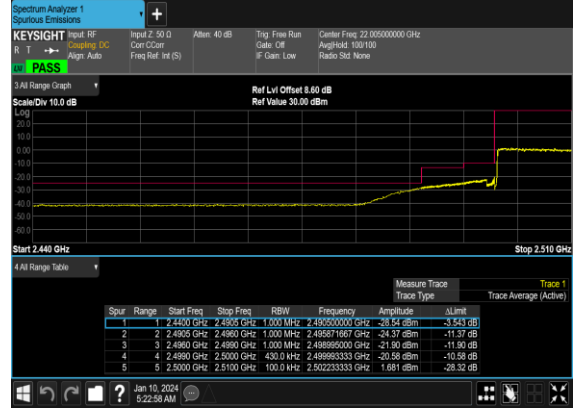 Spectrum Analyzer 1
Spurious Emissions
KEYSIGHT Input: RF Input Z: 50 Ω Atten: 40 dB Trig: Free Run Center Freq: 22.005000000 GHz
R T Coupling: DC Corr CCorr Gate: Off Avg|Hold: 100/100
Align: Auto Freq Ref: Int (S) IF Gain: Low Radio Std: None
PASS
3 All Range Graph Ref Lvl Offset 8.60 dB
Scale/Div 10.0 dB Ref Value 30.00 dBm
Log
20.0
10.0
0.00
-10.0
-20.0
-30.0
-40.0
-50.0
-60.0
Start 2.440 GHz Stop 2.510 GHz
4 All Range Table
Measure Trace Trace 1
Trace Type Trace Average (Active)
Spur Range Start Freq Stop Freq RBW Frequency Amplitude ΔLimit
1 1 2.4400 GHz 2.4905 GHz 1.000 MHz 2.490500000 GHz -28.54 dBm -3.543 dB
2 2 2.4905 GHz 2.4960 GHz 1.000 MHz 2.495871667 GHz -24.37 dBm -11.37 dB
3 3 2.4960 GHz 2.4990 GHz 1.000 MHz 2.498995000 GHz -21.90 dBm -11.90 dB
4 4 2.4990 GHz 2.5000 GHz 430.0 kHz 2.499993333 GHz -20.58 dBm -10.58 dB
5 5 2.5000 GHz 2.5100 GHz 100.0 kHz 2.502233333 GHz 1.681 dBm -28.32 dB
Jan 10, 2024
5:22:58 AM